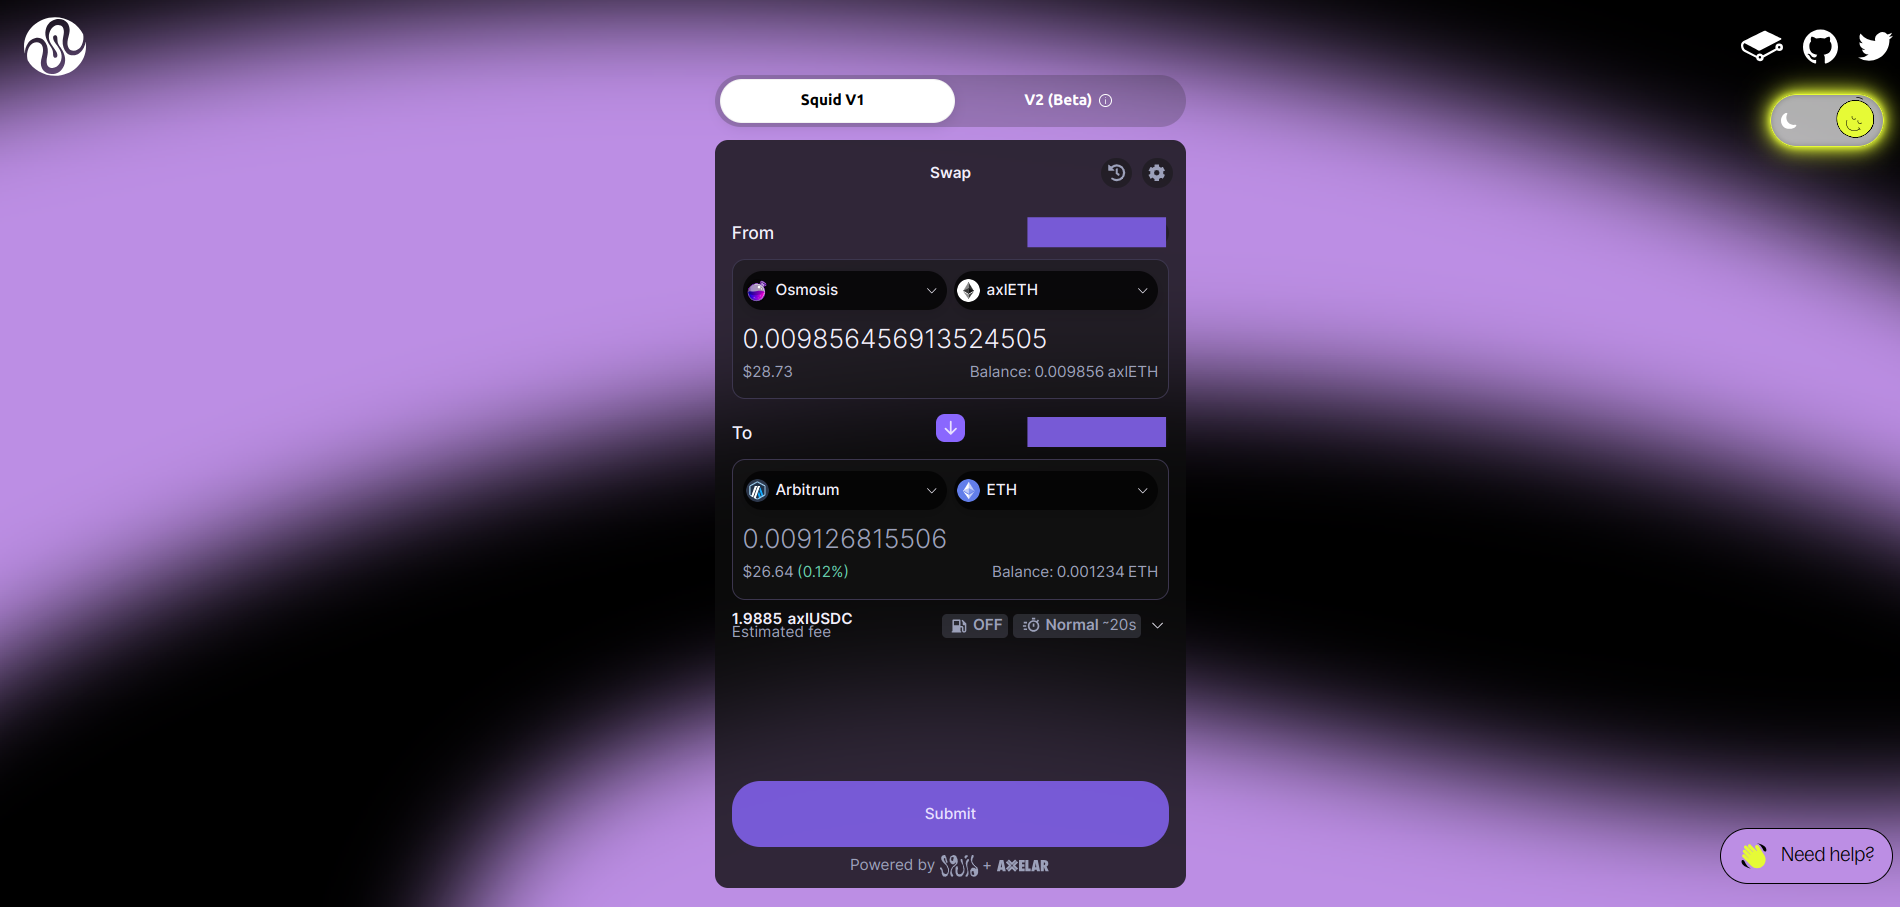 Squid V1
V2 (Beta)
Swap
From
Osmosis
axlETH
0.009856456913524505
$28.73
Balance: 0.009856 axlETH
To
Arbitrum
ETH
0.009126815506
$26.64 (0.12%)
Balance: 0.001234 ETH
1.9885 axlUSDC
Estimated fee
OFF
Normal ~20s
Submit
Powered by SQUID + AXELAR
Need help?